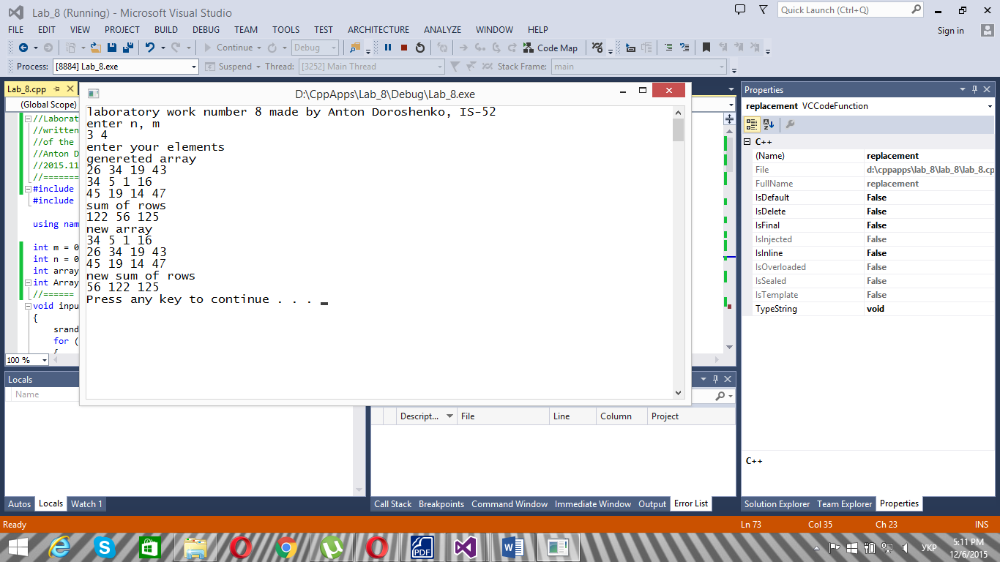 Lab_8 (Running) - Microsoft Visual Studio
Quick Launch (Ctrl+Q)
FILE EDIT VIEW PROJECT BUILD DEBUG TEAM TOOLS TEST ARCHITECTURE ANALYZE WINDOW HELP
Sign in
Continue Debug Code Map
Process: [8884] Lab_8.exe Suspend Thread: [3252] Main Thread Stack Frame: main
Lab_8.cpp
(Global Scope)
//Laborat
//written
//of the
//Anton D
//2015.11
//=======
#include
#include
using nam
int m = 0
int n = 0
int array
int Array
//======
void inpu
{
srand
for (
{
100 %
D:\CppApps\Lab_8\Debug\Lab_8.exe
laboratory work number 8 made by Anton Doroshenko, IS-52
enter n, m
3 4
enter your elements
genereted array
26 34 19 43
34 5 1 16
45 19 14 47
sum of rows
122 56 125
new array
34 5 1 16
26 34 19 43
45 19 14 47
new sum of rows
56 122 125
Press any key to continue . . .
Properties
replacement VCCodeFunction
C++
(Name) replacement
File d:\cppapps\lab_8\lab_8\lab_8.cp
FullName replacement
IsDefault False
IsDelete False
IsFinal False
IsInjected False
IsInline False
IsOverloaded False
IsSealed False
IsTemplate False
TypeString void
C++
Locals
Name
Descript... File Line Column Project
Autos Locals Watch 1
Call Stack Breakpoints Command Window Immediate Window Output Error List
Solution Explorer Team Explorer Properties
Ready Ln 73 Col 35 Ch 23 INS
PDF
УКР
5:11 PM
12/6/2015